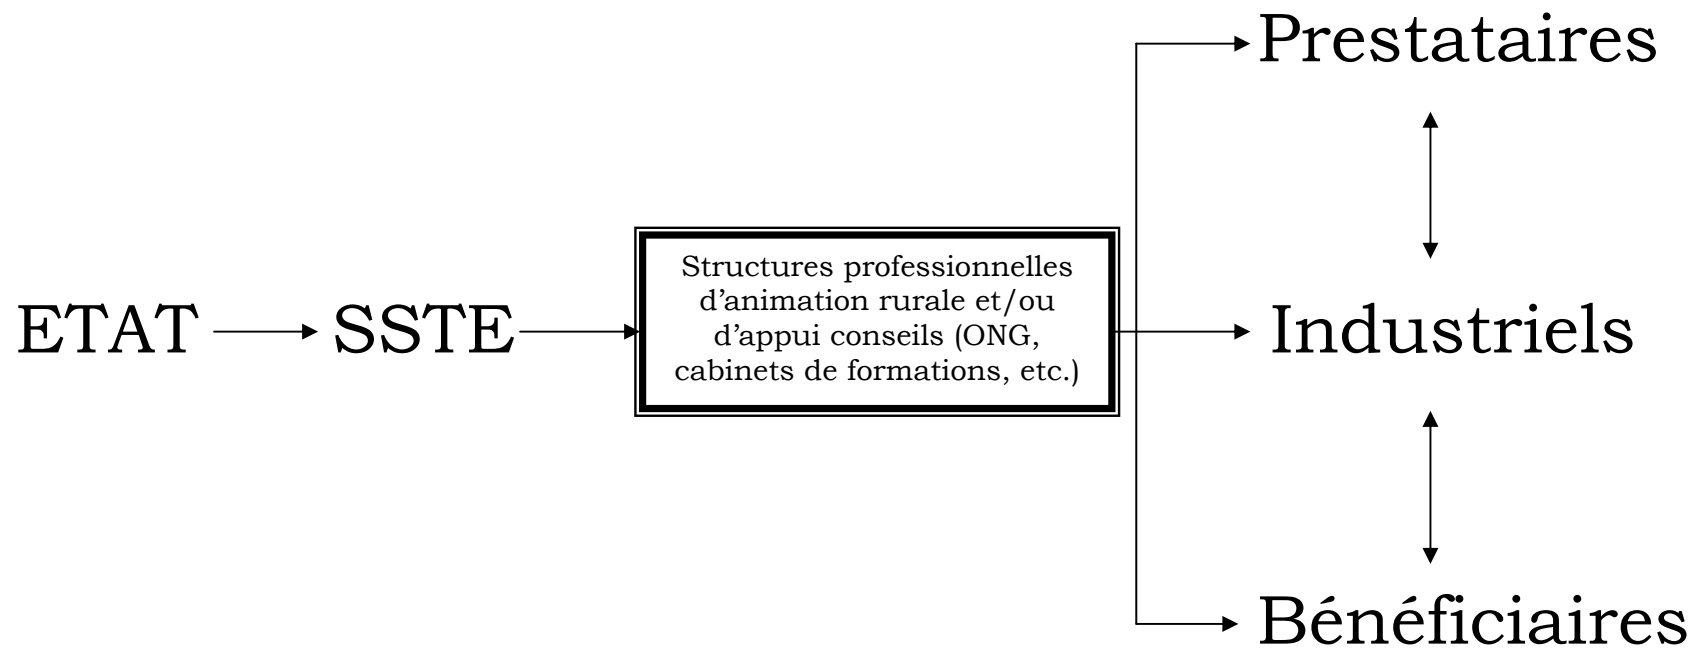 Prestataires
Structures professionnelles
d’animation rurale et/ou
d’appui conseils (ONG,
cabinets de formations, etc.)
ETAT
SSTE
Industriels
Bénéficiaires